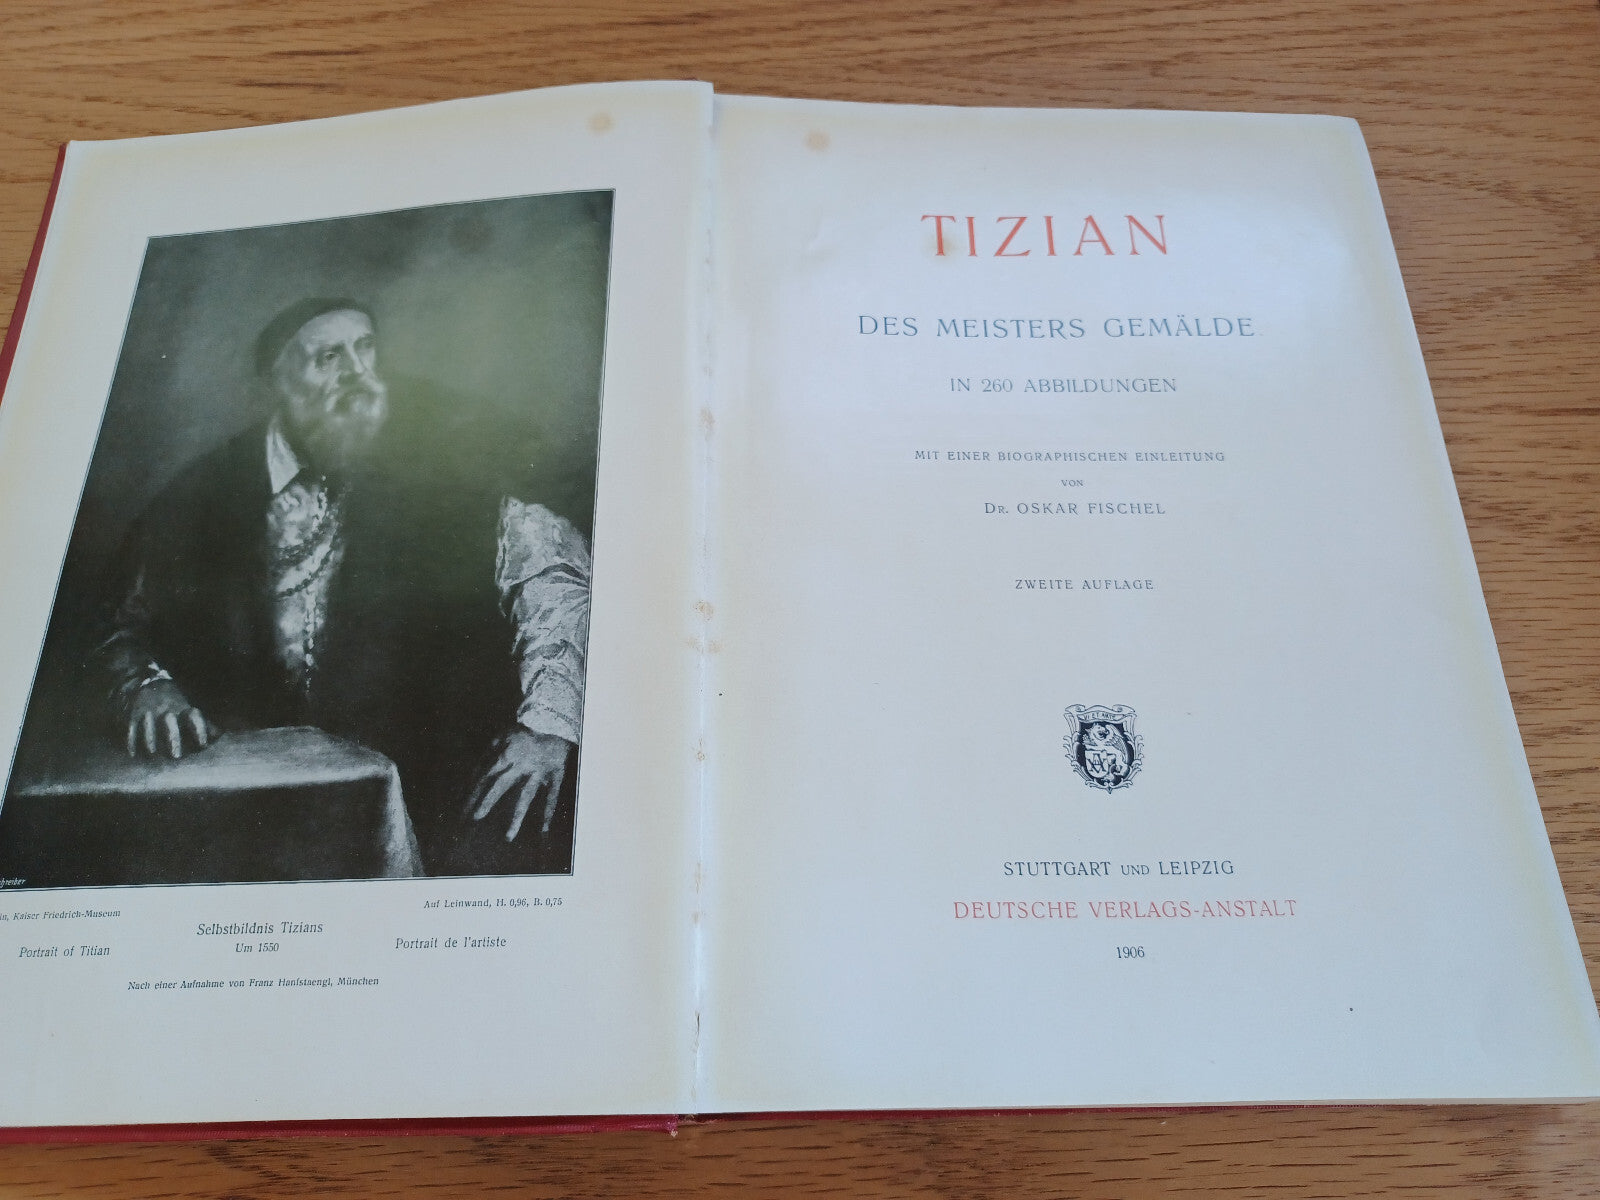 chreiber
in, Kaiser Friedrich-Museum
Auf Leinwand, H. 0,96, B. 0,75
Selbstbildnis Tizians
Portrait of Titian
Um 1550
Portrait de l'artiste
Nach einer Aufnahme von Franz Hanfstaengl, München
TIZIAN
DES MEISTERS GEMÄLDE
IN 260 ABBILDUNGEN
MIT EINER BIOGRAPHISCHEN EINLEITUNG
VON
DR. OSKAR FISCHEL
ZWEITE AUFLAGE
STUTTGART UND LEIPZIG
DEUTSCHE VERLAGS-ANSTALT
1906